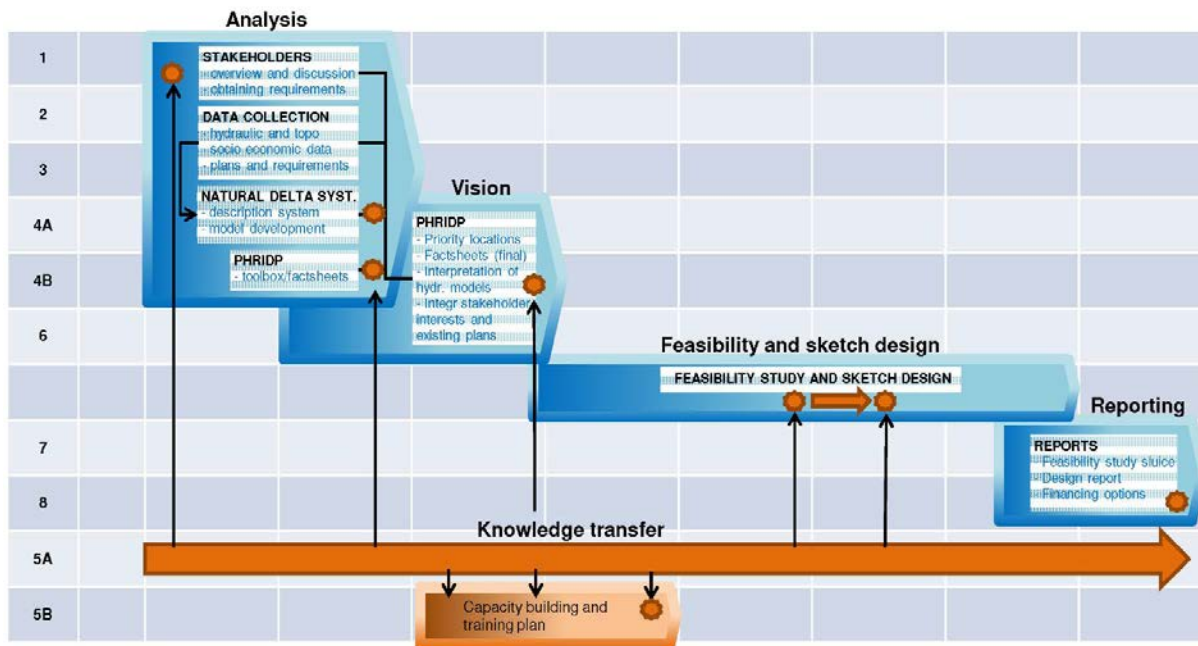 Analysis
1
STAKEHOLDERS
- overview and discussion
- obtaining requirements
2
DATA COLLECTION
- hydraulic and topo
- socio economic data
- plans and requirements
3
Vision
NATURAL DELTA SYST.
- description system
- model development
4A
PHRIDP
- toolbox/factsheets
4B
PHRIDP
- Priority locations
- Factsheets (final)
- Interpretation of
hydr. models
- Integr stakeholder
interests and
existing plans
6
Feasibility and sketch design
FEASIBILITY STUDY AND SKETCH DESIGN
Reporting
7
REPORTS
- Feasibility study sluice
- Design report
- Financing options
8
Knowledge transfer
5A
5B
Capacity building and
training plan